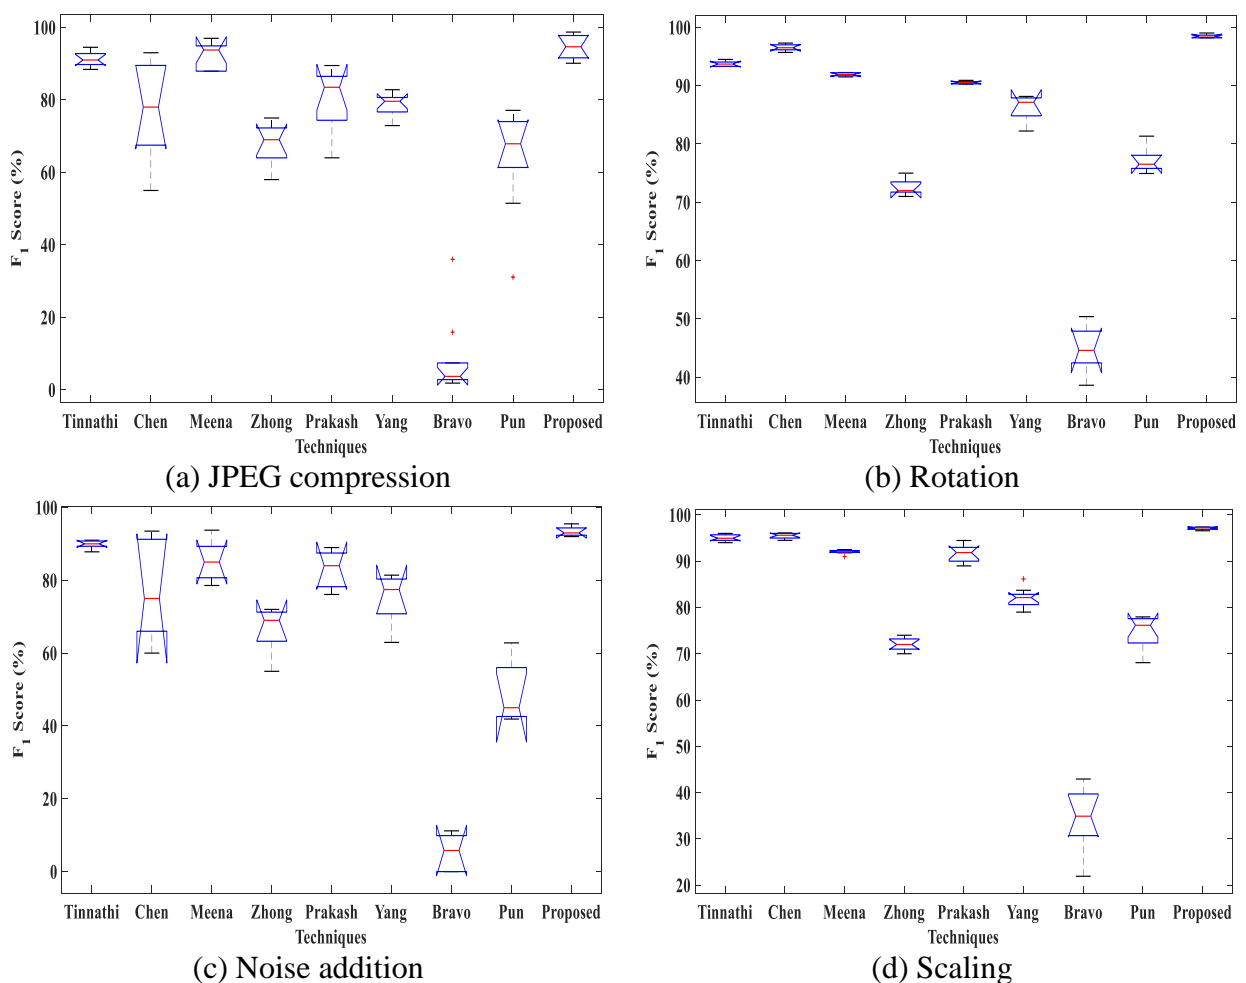 100
80
60
40
20
0
F1 Score (%)
Tinnathi Chen Meena Zhong Prakash Yang Bravo Pun Proposed
Techniques
(a) JPEG compression
100
90
80
70
60
50
40
F1 Score (%)
Tinnathi Chen Meena Zhong Prakash Yang Bravo Pun Proposed
Techniques
(b) Rotation
100
80
60
40
20
0
F1 Score (%)
Tinnathi Chen Meena Zhong Prakash Yang Bravo Pun Proposed
Techniques
(c) Noise addition
100
90
80
70
60
50
40
30
20
F1 Score (%)
Tinnathi Chen Meena Zhong Prakash Yang Bravo Pun Proposed
Techniques
(d) Scaling